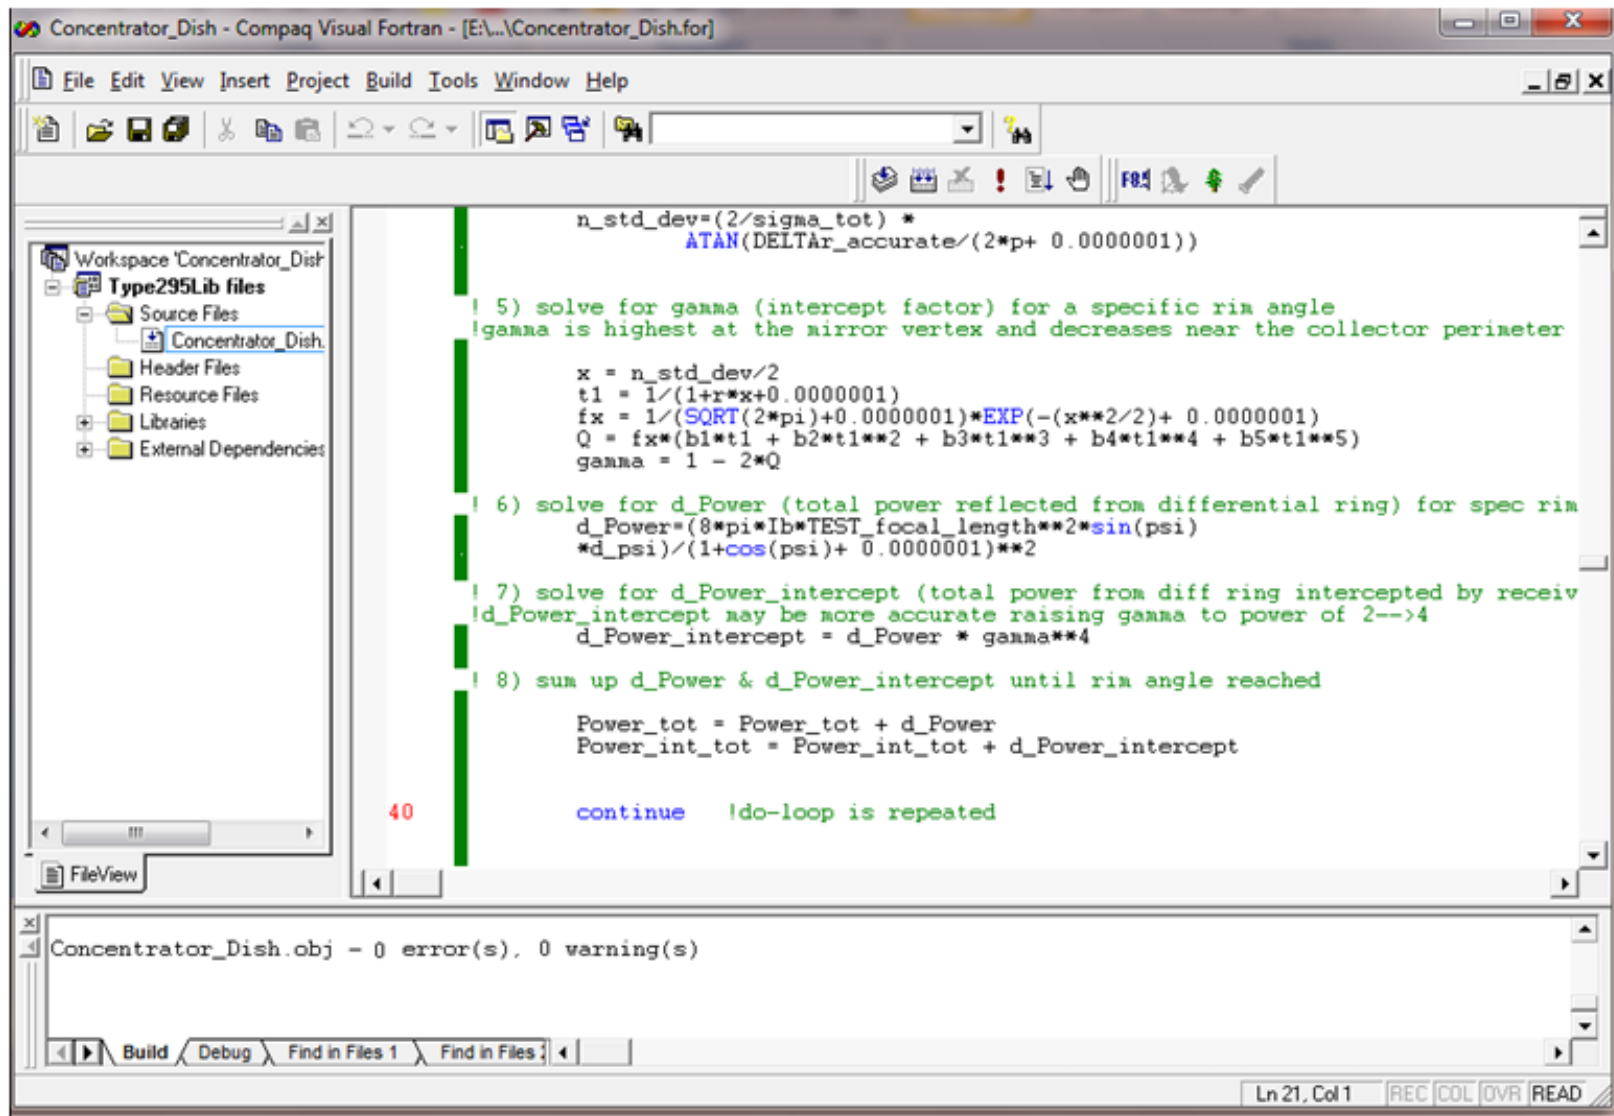 Concentrator_Dish - Compaq Visual Fortran - [E:\...\Concentrator_Dish.for]
File Edit View Insert Project Build Tools Window Help
Workspace 'Concentrator_Dish
Type295Lib files
Source Files
Concentrator_Dish.
Header Files
Resource Files
Libraries
External Dependencies
FileView
n_std_dev=(2/sigma_tot) *
ATAN(DELTAr_accurate/(2*p+ 0.0000001))
! 5) solve for gamma (intercept factor) for a specific rim angle
!gamma is highest at the mirror vertex and decreases near the collector perimeter
x = n_std_dev/2
t1 = 1/(1+r*x+0.0000001)
fx = 1/(SQRT(2*pi)+0.0000001)*EXP(-(x**2/2)+ 0.0000001)
Q = fx*(b1*t1 + b2*t1**2 + b3*t1**3 + b4*t1**4 + b5*t1**5)
gamma = 1 - 2*Q
! 6) solve for d_Power (total power reflected from differential ring) for spec rim
d_Power=(8*pi*Ib*TEST_focal_length**2*sin(psi)
*d_psi)/(1+cos(psi)+ 0.0000001)**2
! 7) solve for d_Power_intercept (total power from diff ring intercepted by receiv
!d_Power_intercept may be more accurate raising gamma to power of 2-->4
d_Power_intercept = d_Power * gamma**4
! 8) sum up d_Power & d_Power_intercept until rim angle reached
Power_tot = Power_tot + d_Power
Power_int_tot = Power_int_tot + d_Power_intercept
40 continue !do-loop is repeated
Concentrator_Dish.obj - 0 error(s), 0 warning(s)
Build Debug Find in Files 1 Find in Files
Ln 21, Col 1 REC COL OVR READ